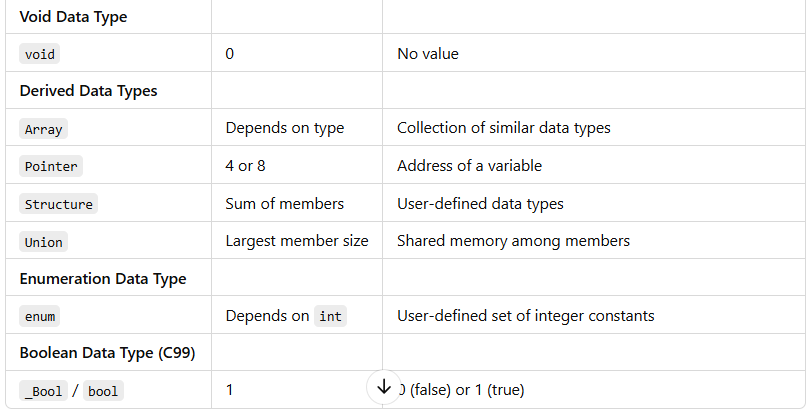 Void Data Type
void 0 No value
Derived Data Types
Array Depends on type Collection of similar data types
Pointer 4 or 8 Address of a variable
Structure Sum of members User-defined data types
Union Largest member size Shared memory among members
Enumeration Data Type
enum Depends on int User-defined set of integer constants
Boolean Data Type (C99)
_Bool / bool 1 0 (false) or 1 (true)